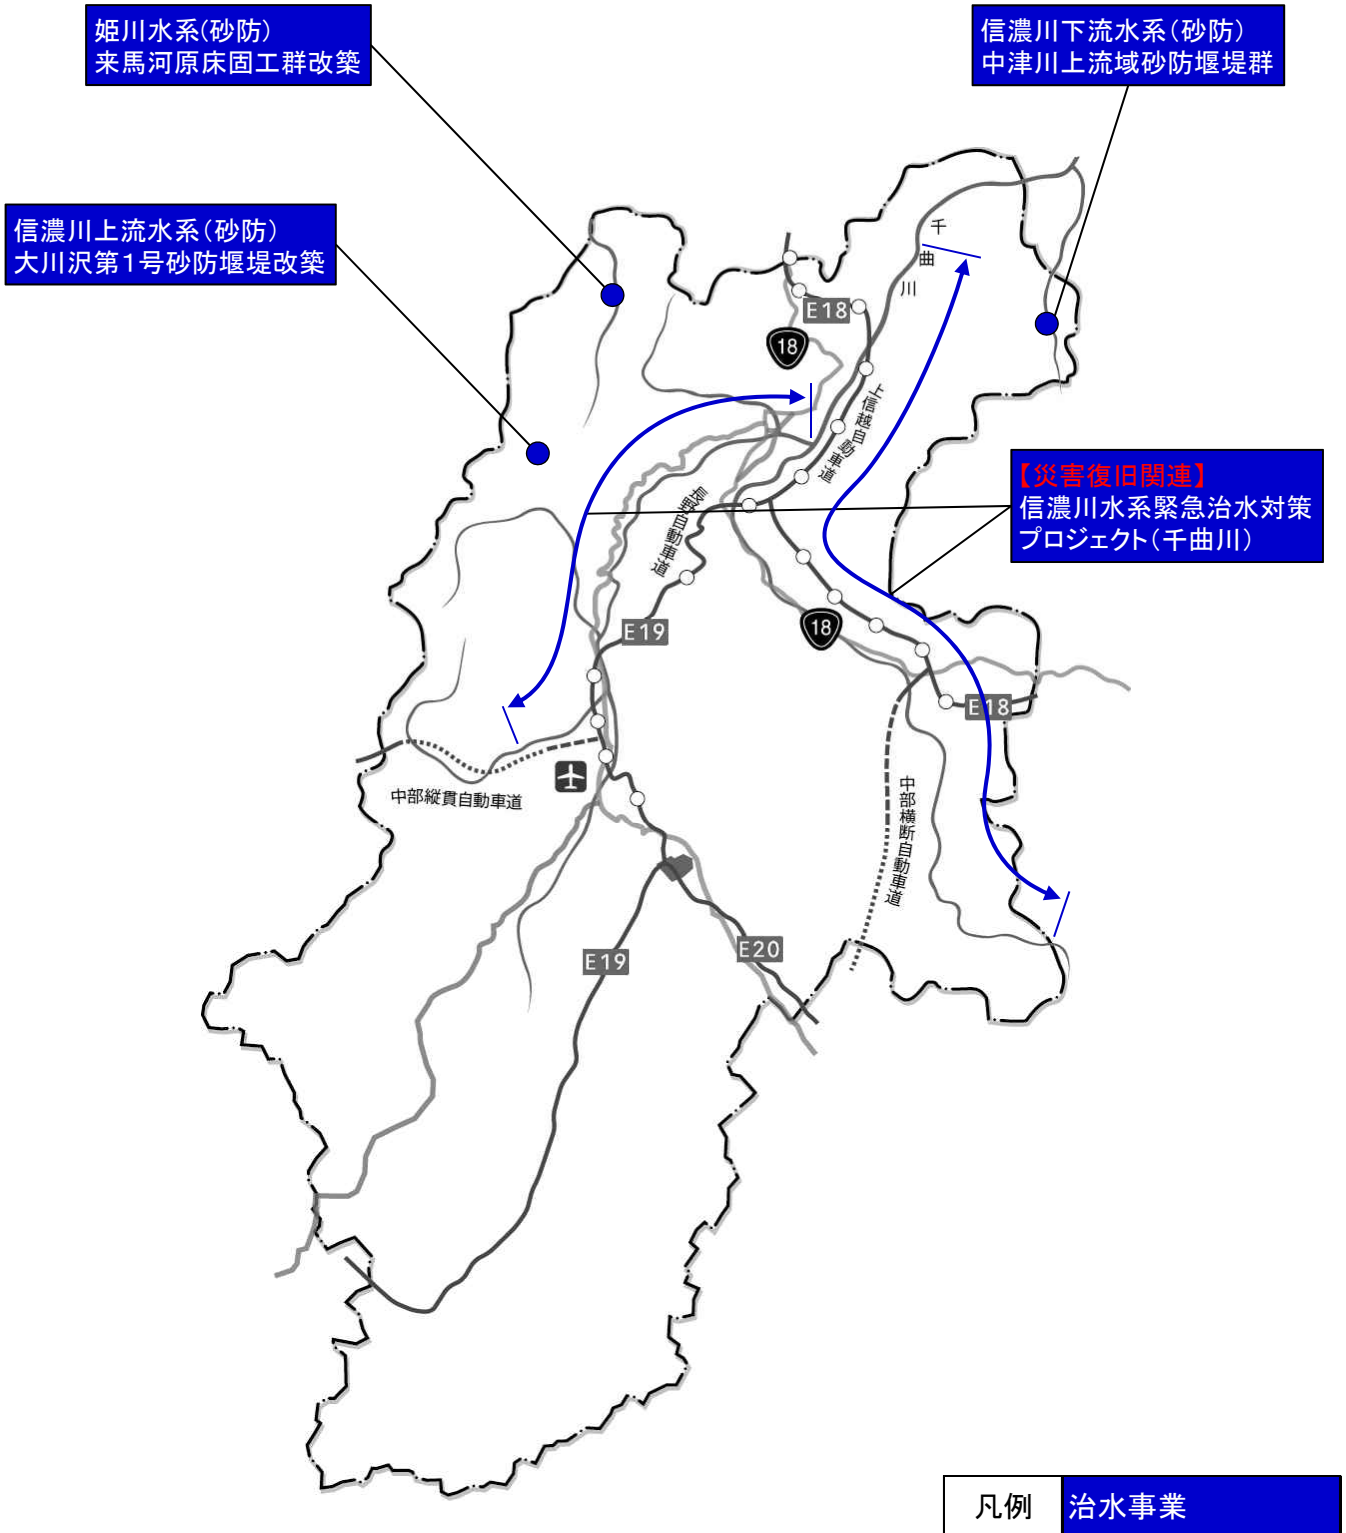 姫川水系(砂防)
来馬河原床固工群改築
信濃川下流水系(砂防)
中津川上流域砂防堰堤群
信濃川上流水系(砂防)
大川沢第1号砂防堰堤改築
千曲川
E18
18
上信越自動車道
【災害復旧関連】
信濃川水系緊急治水対策
プロジェクト(千曲川)
長野自動車道
E19
18
E18
中部縦貫自動車道
中部横断自動車道
E19
E20
凡例
治水事業